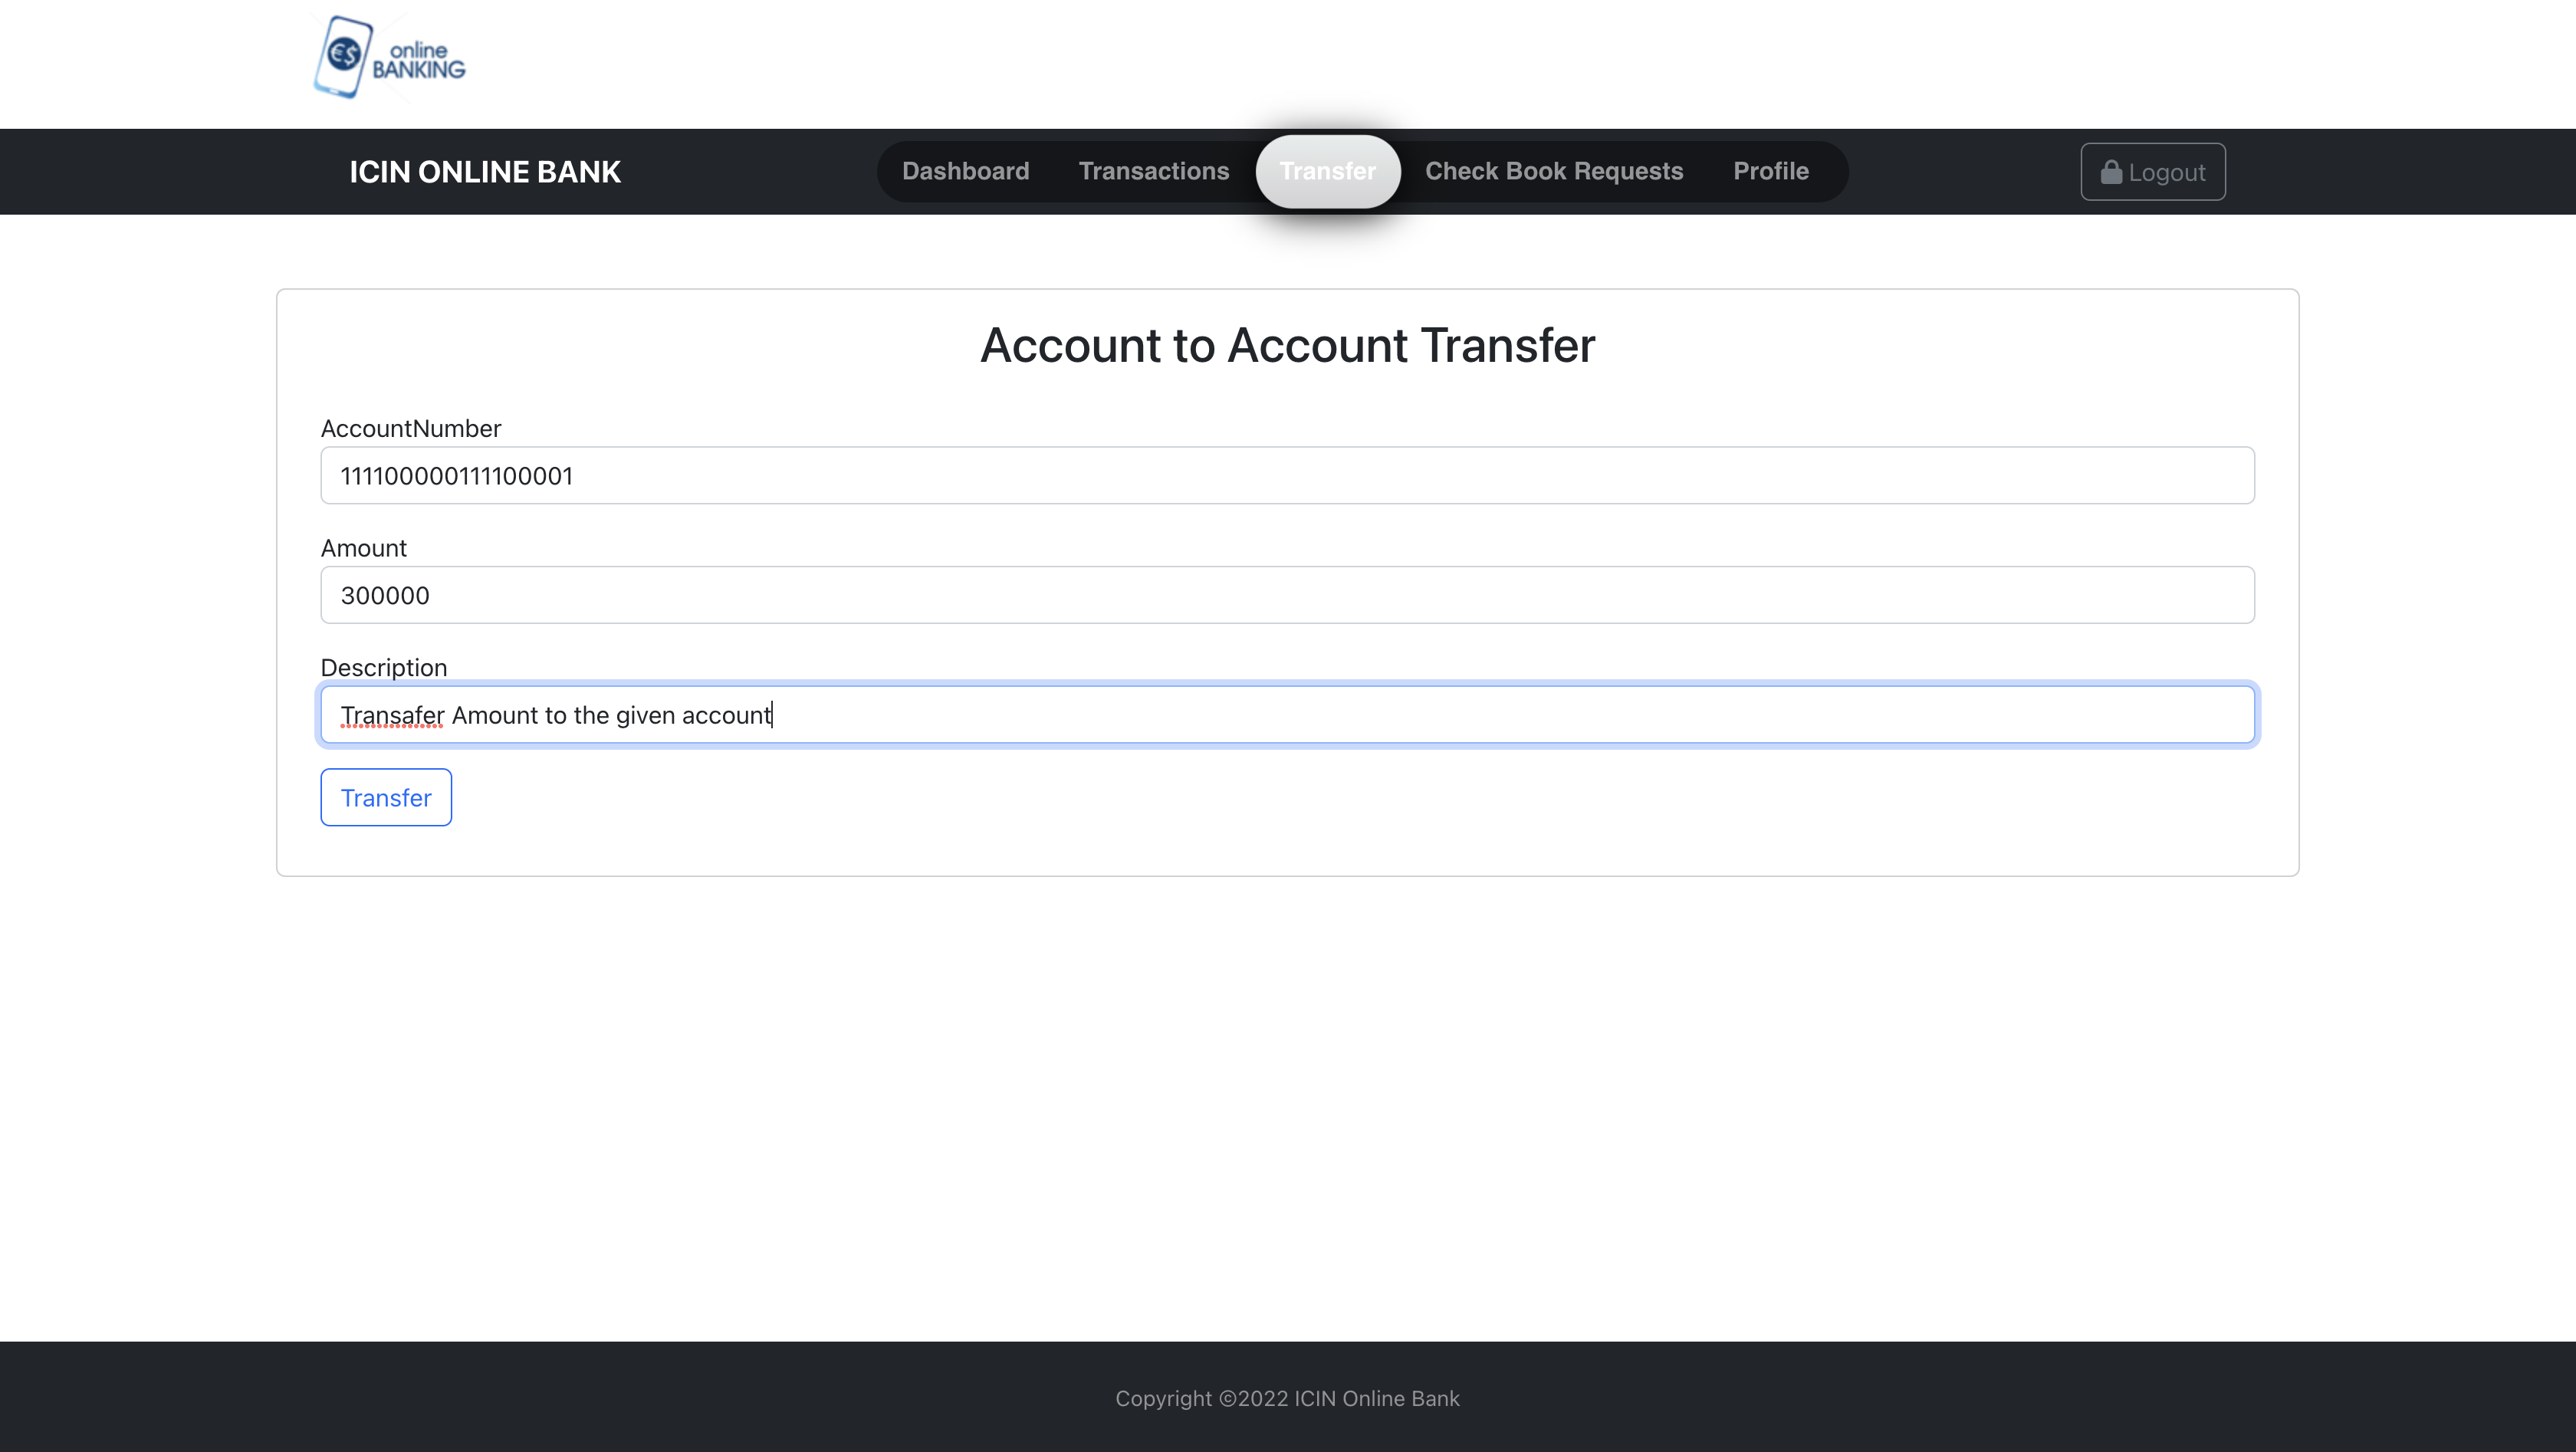 €$ online
BANKING
ICIN ONLINE BANK Dashboard Transactions Transfer Check Book Requests Profile Logout
Account to Account Transfer
AccountNumber
111100000111100001
Amount
300000
Description
Transafer Amount to the given account
Transfer
Copyright ©2022 ICIN Online Bank